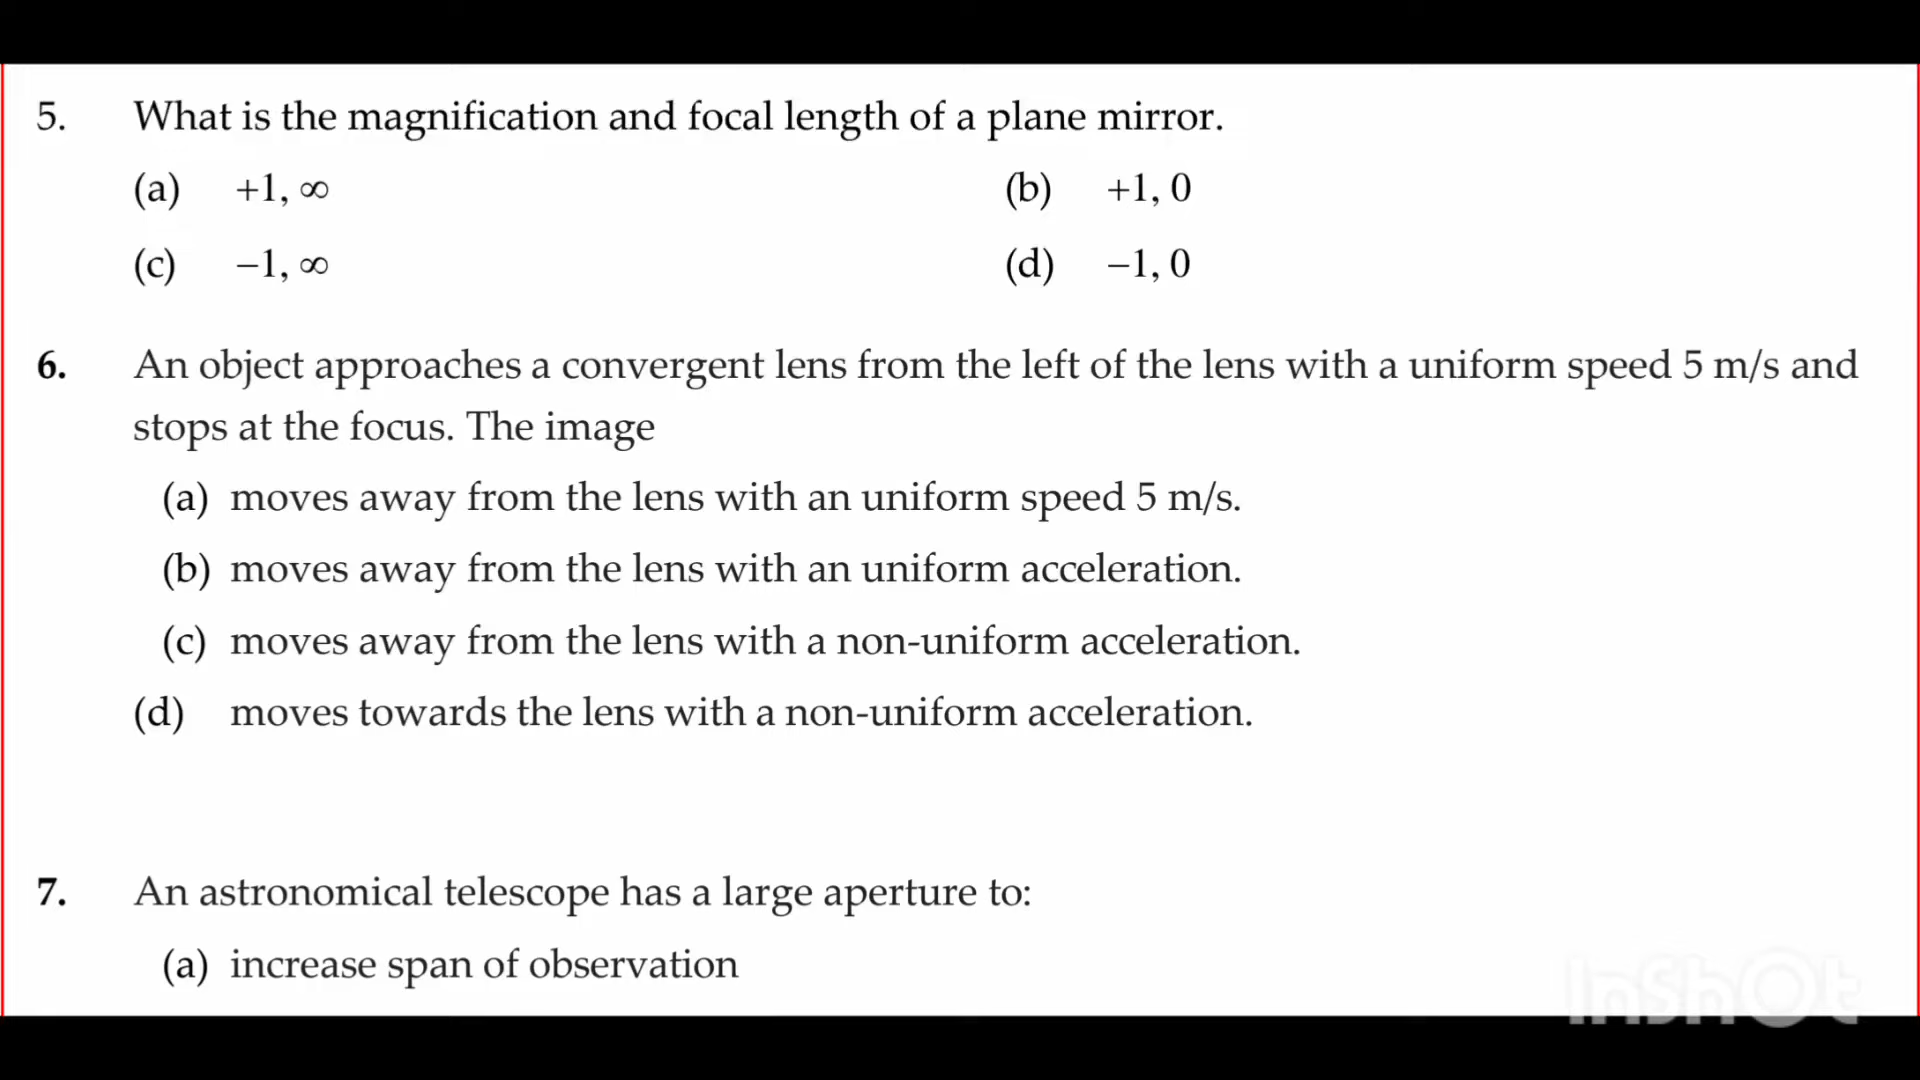 5. What is the magnification and focal length of a plane mirror.
(a) +1, ∞ (b) +1, 0
(c) –1, ∞ (d) –1, 0
6. An object approaches a convergent lens from the left of the lens with a uniform speed 5 m/s and
stops at the focus. The image
(a) moves away from the lens with an uniform speed 5 m/s.
(b) moves away from the lens with an uniform acceleration.
(c) moves away from the lens with a non-uniform acceleration.
(d) moves towards the lens with a non-uniform acceleration.
7. An astronomical telescope has a large aperture to:
(a) increase span of observation
InShOt